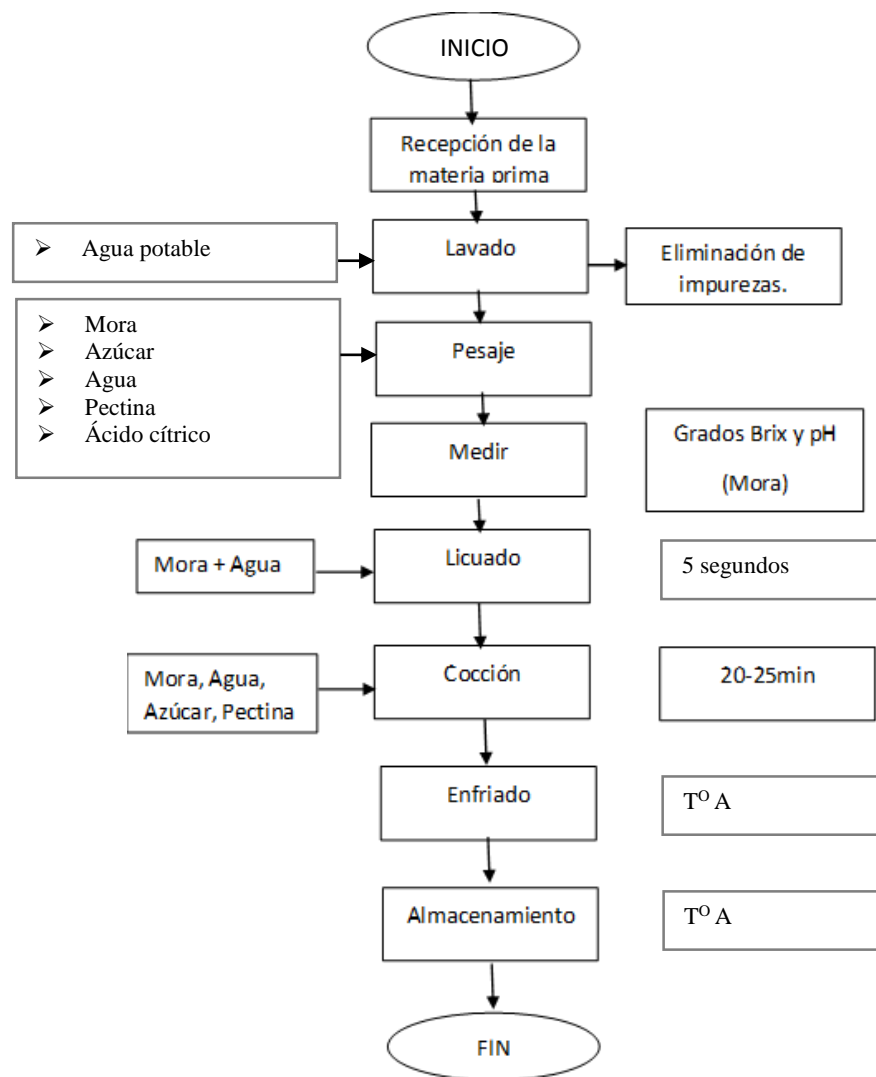 INICIO
Recepción de la
materia prima
➢ Agua potable
Lavado
Eliminación de
impurezas.
➢ Mora
➢ Azúcar
➢ Agua
➢ Pectina
➢ Ácido cítrico
Pesaje
Medir
Grados Brix y pH
(Mora)
Mora + Agua
Licuado
5 segundos
Mora, Agua,
Azúcar, Pectina
Cocción
20-25min
Enfriado
Tᴼ A
Almacenamiento
Tᴼ A
FIN